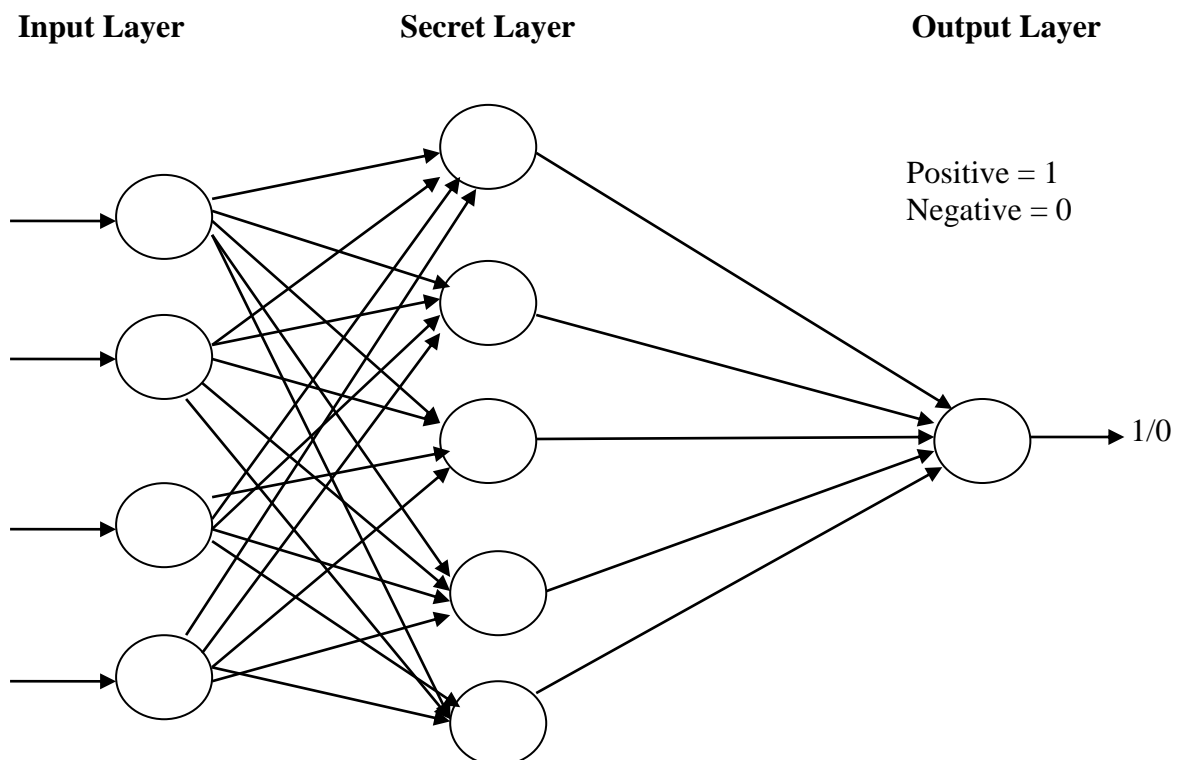 Input Layer
Secret Layer
Output Layer
Positive = 1
Negative = 0
1/0